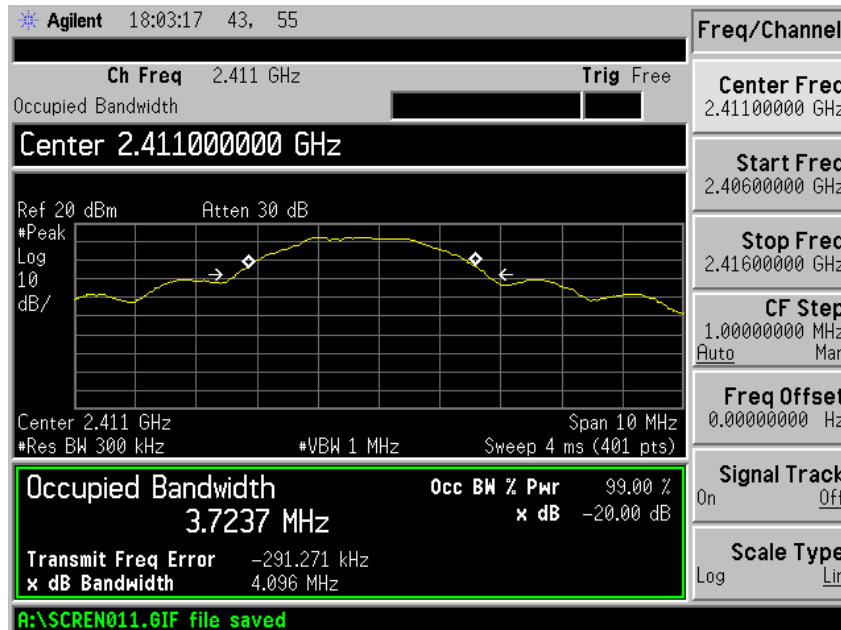 Agilent 18:03:17 43, 55
Ch Freq 2.411 GHz Trig Free
Occupied Bandwidth
Center 2.411000000 GHz
Ref 20 dBm Atten 30 dB
#Peak
Log
10
dB/
Center 2.411 GHz Span 10 MHz
#Res BW 300 kHz #VBW 1 MHz Sweep 4 ms (401 pts)
Occupied Bandwidth Occ BW % Pwr 99.00 %
3.7237 MHz x dB -20.00 dB
Transmit Freq Error -291.271 kHz
x dB Bandwidth 4.096 MHz
A:\SCREN011.GIF file saved
Freq/Channel
Center Freq
2.41100000 GHz
Start Freq
2.40600000 GHz
Stop Freq
2.41600000 GHz
CF Step
1.00000000 MHz
Auto Man
Freq Offset
0.00000000 Hz
Signal Track
On Off
Scale Type
Log Lin